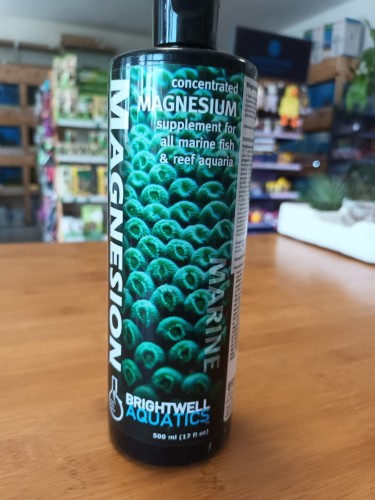 concentrated
MAGNESIUM
supplement for
all marine fish
& reef aquaria
MAGNESION
MARINE
BRIGHTWELL
AQUATICS
500 ml (17 fl oz)